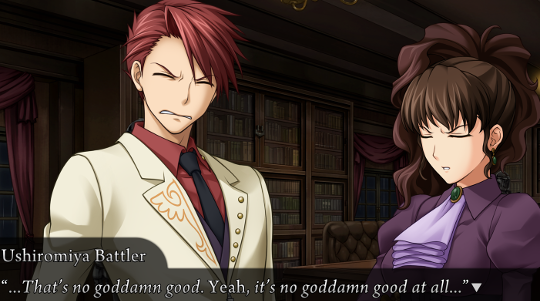 Ushiromiya Battler
“...That's no goddamn good. Yeah, it's no goddamn good at all...”▼